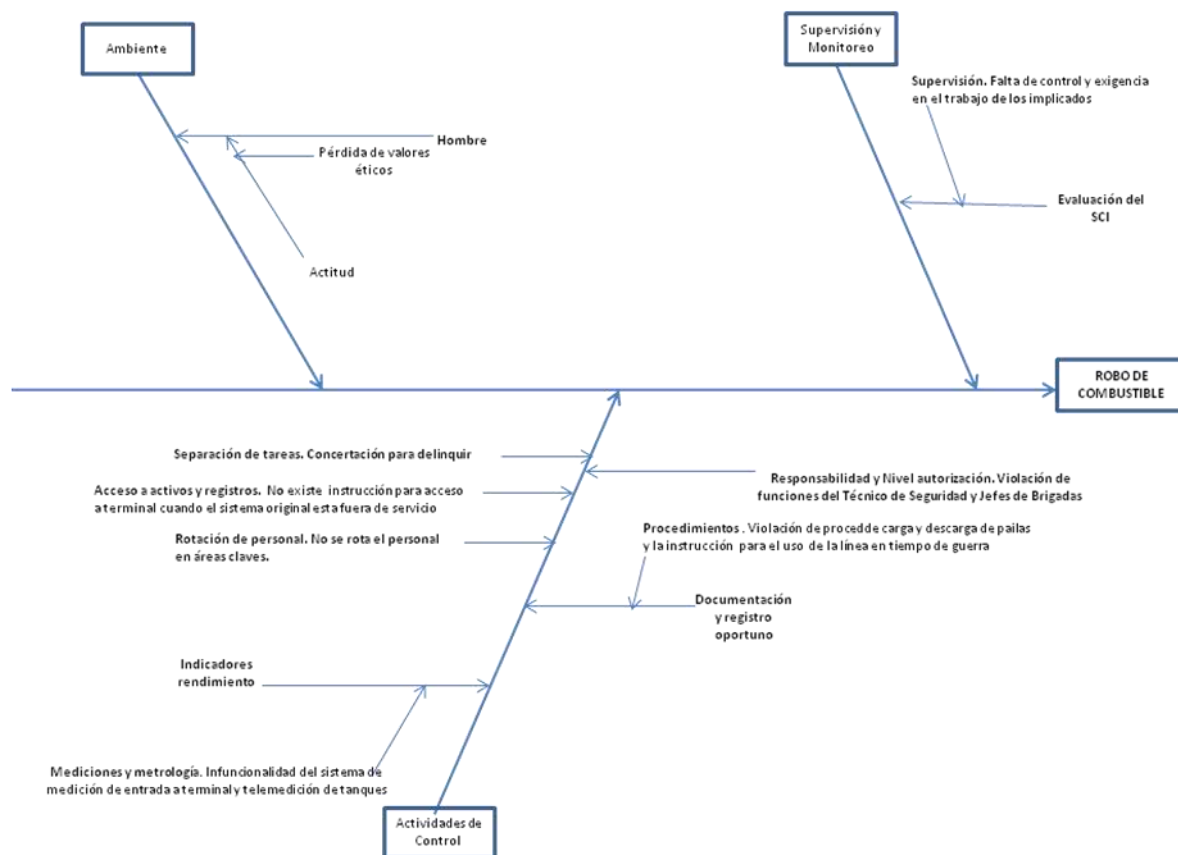 Ambiente
Supervisión y
Monitoreo
Supervisión. Falta de control y exigencia
en el trabajo de los implicados
Hombre
Pérdida de valores
éticos
Evaluación del
SCI
Actitud
ROBO DE
COMBUSTIBLE
Separación de tareas. Concertación para delinquir
Responsabilidad y Nivel autorización. Violación de
funciones del Técnico de Seguridad y Jefes de Brigadas
Acceso a activos y registros. No existe instrucción para acceso
a terminal cuando el sistema original esta fuera de servicio
Procedimientos . Violación de procedde carga y descarga de pailas
y la instrucción para el uso de la línea en tiempo de guerra
Rotación de personal. No se rota el personal
en áreas claves.
Documentación
y registro
oportuno
Indicadores
rendimiento
Mediciones y metrología. Infuncionalidad del sistema de
medición de entrada a terminal y telemedición de tanques
Actividades de
Control